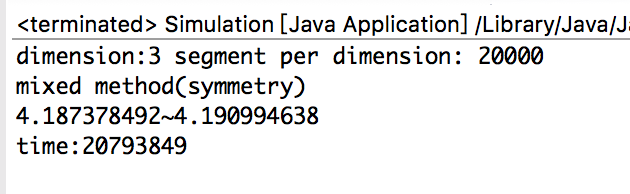 <terminated> Simulation [Java Application] /Library/Java/J
dimension:3 segment per dimension: 20000
mixed method(symmetry)
4.187378492~4.190994638
time:20793849